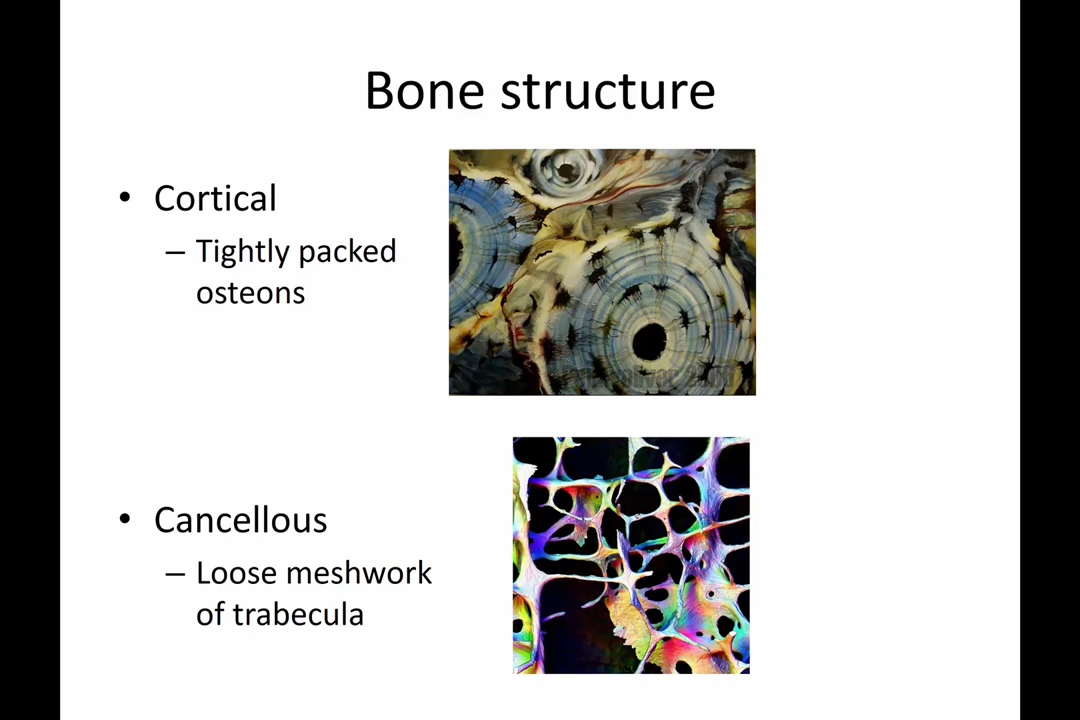 Bone structure
• Cortical
– Tightly packed
osteons
• Cancellous
– Loose meshwork
of trabecula